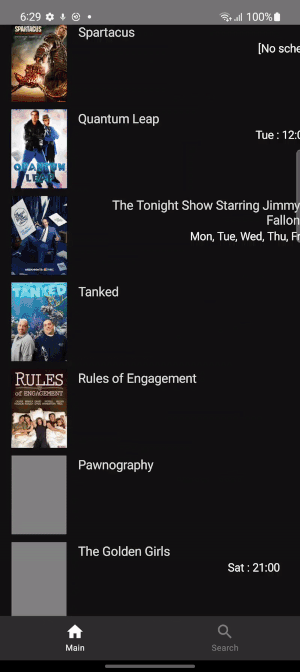 6:29 100%
SPARTACUS
Spartacus
[No sche
Quantum Leap
Tue : 12:0
QUANTUM
LEAP
The Tonight Show Starring Jimmy
Fallon
Mon, Tue, Wed, Thu, Fr
TANKED
Tanked
RULES
of ENGAGEMENT
Rules of Engagement
Pawnography
The Golden Girls
Sat : 21:00
Main
Search